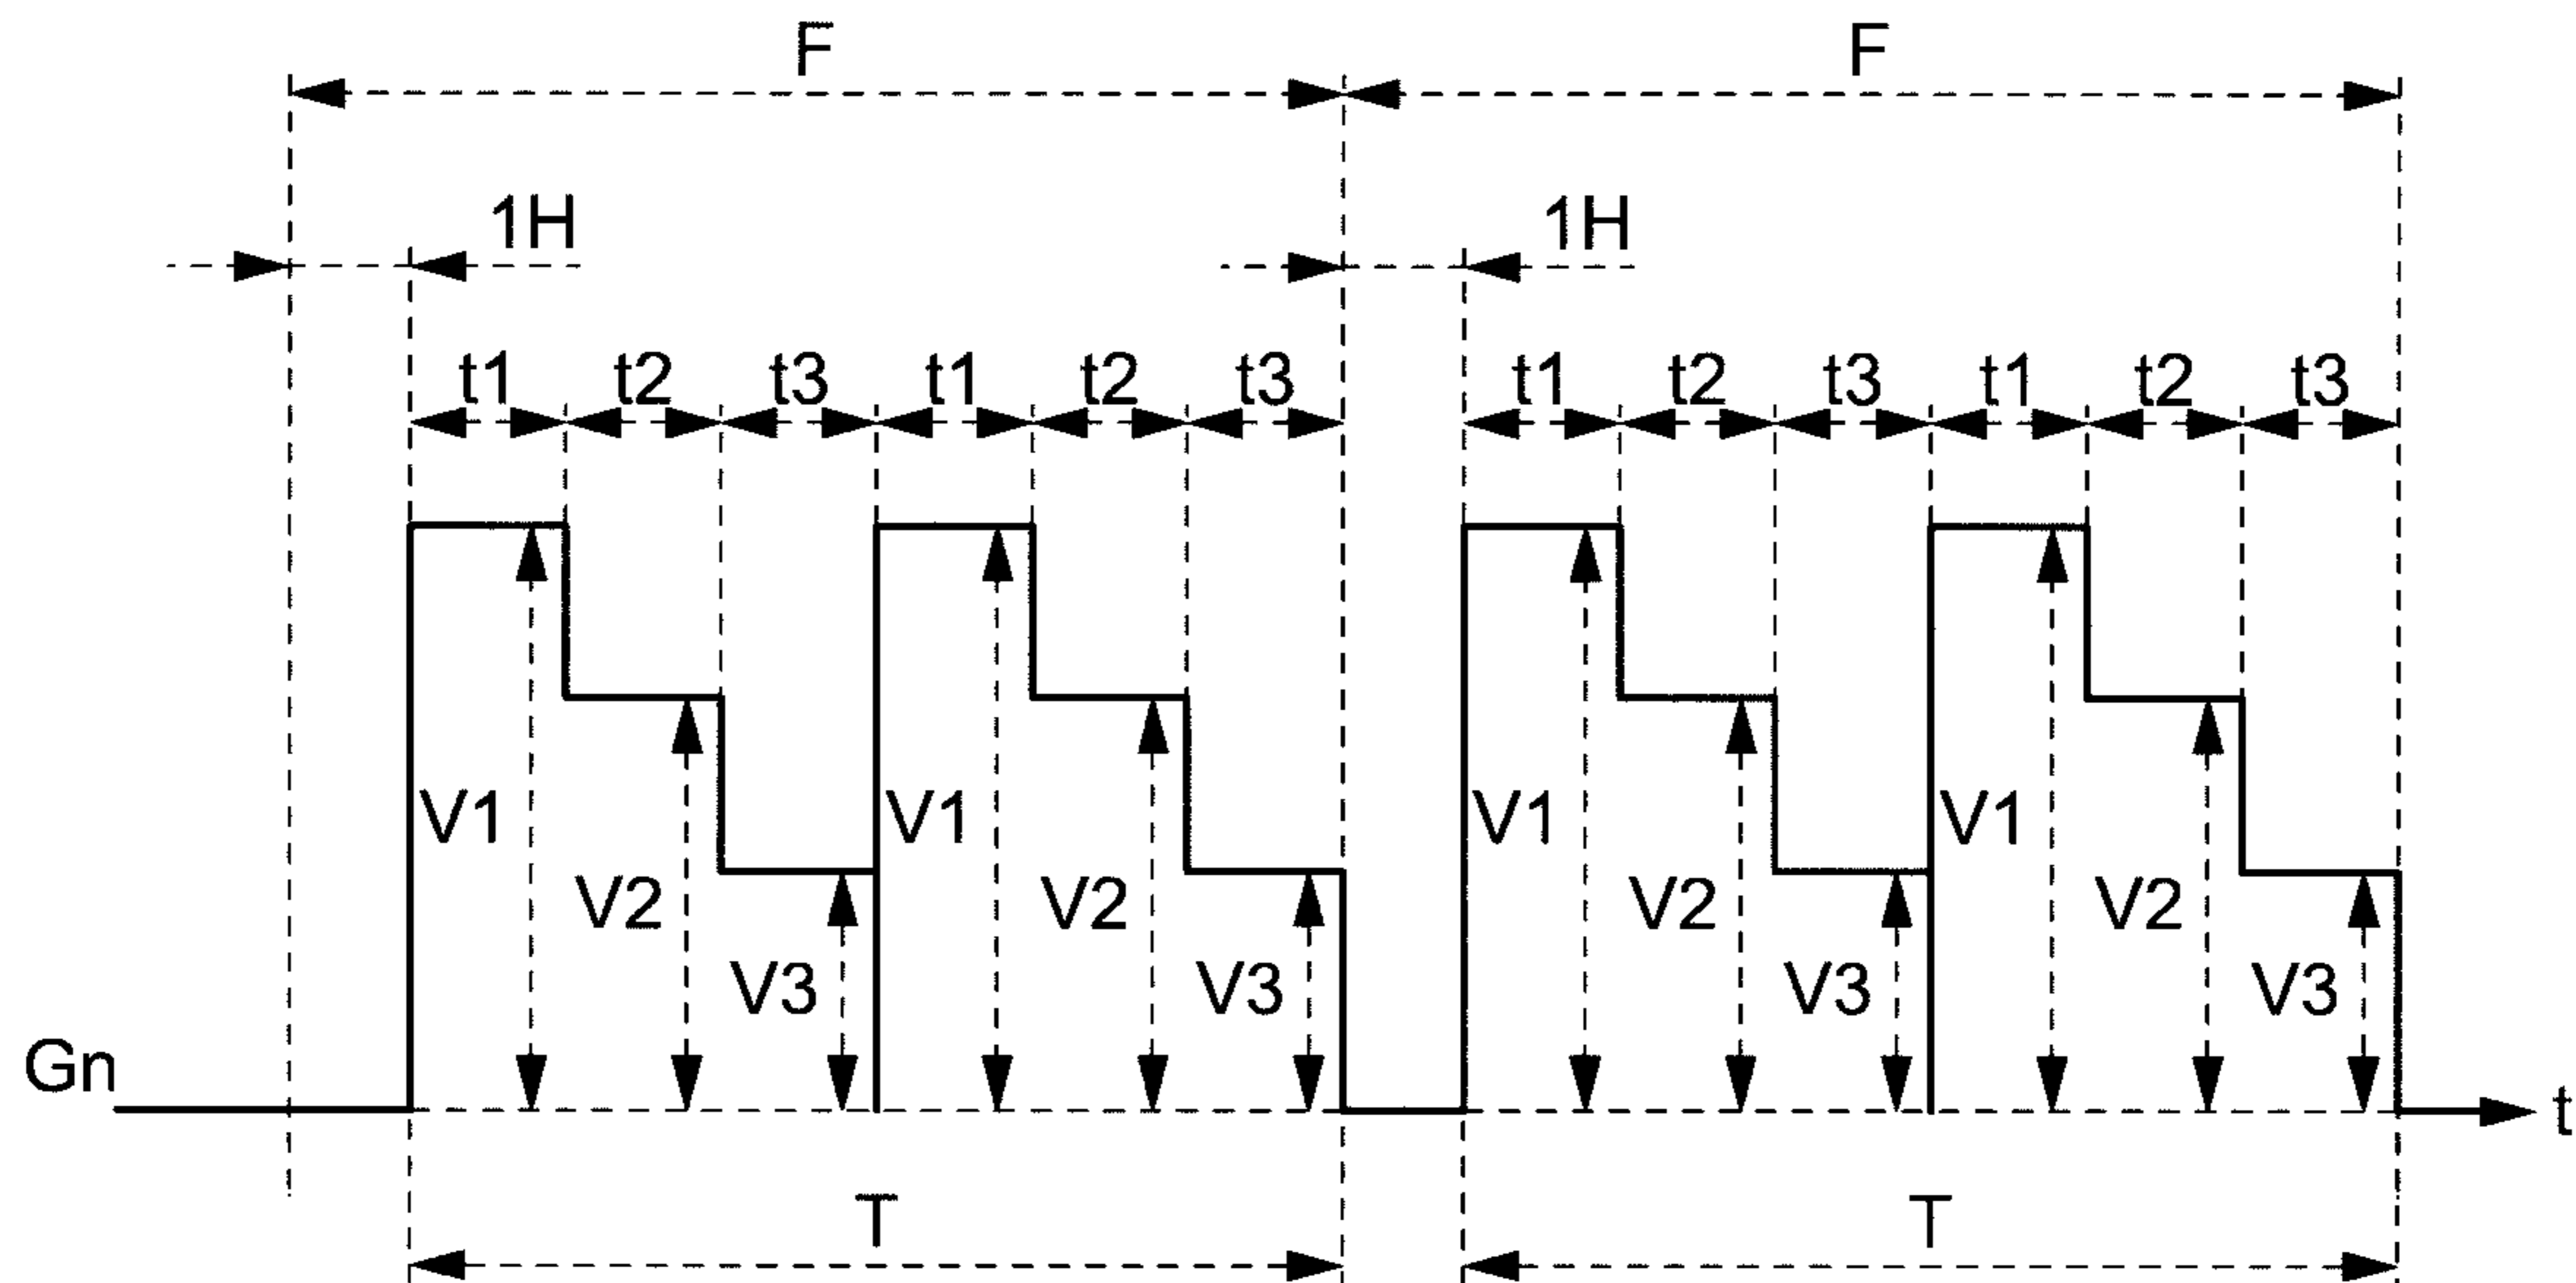 F F
1H 1H
t1 t2 t3 t1 t2 t3 t1 t2 t3 t1 t2 t3
V1 V1 V1 V1
V2 V2 V2 V2
V3 V3 V3 V3
Gn t
T T